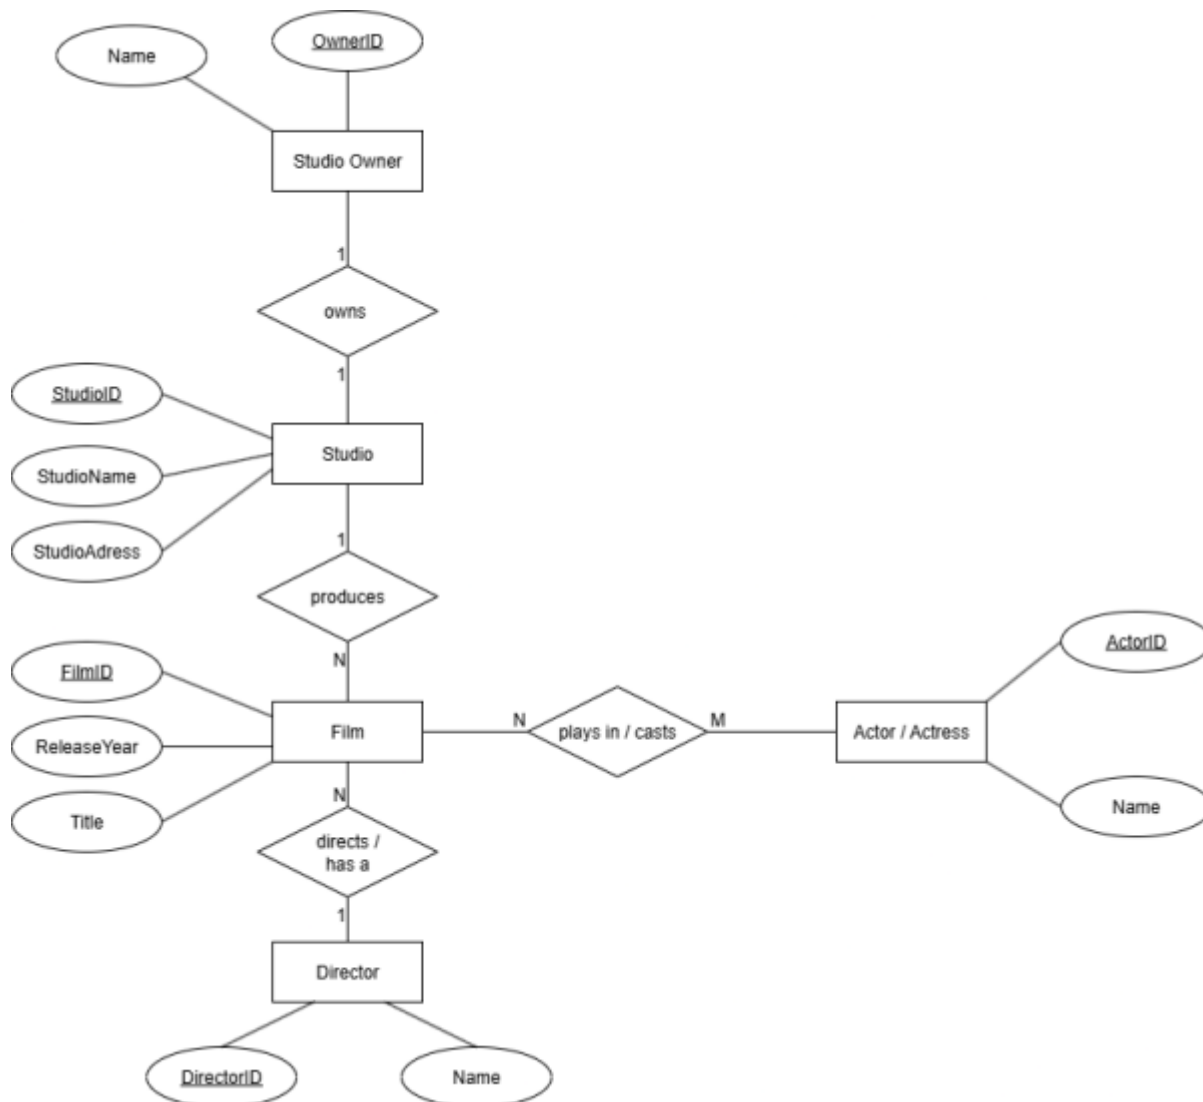 OwnerID
Name
Studio Owner
1
owns
1
StudioID
Studio
StudioName
StudioAdress
1
produces
N
FilmID
ActorID
Film
N
plays in / casts
M
Actor / Actress
ReleaseYear
Title
N
Name
directs /
has a
1
Director
DirectorID
Name